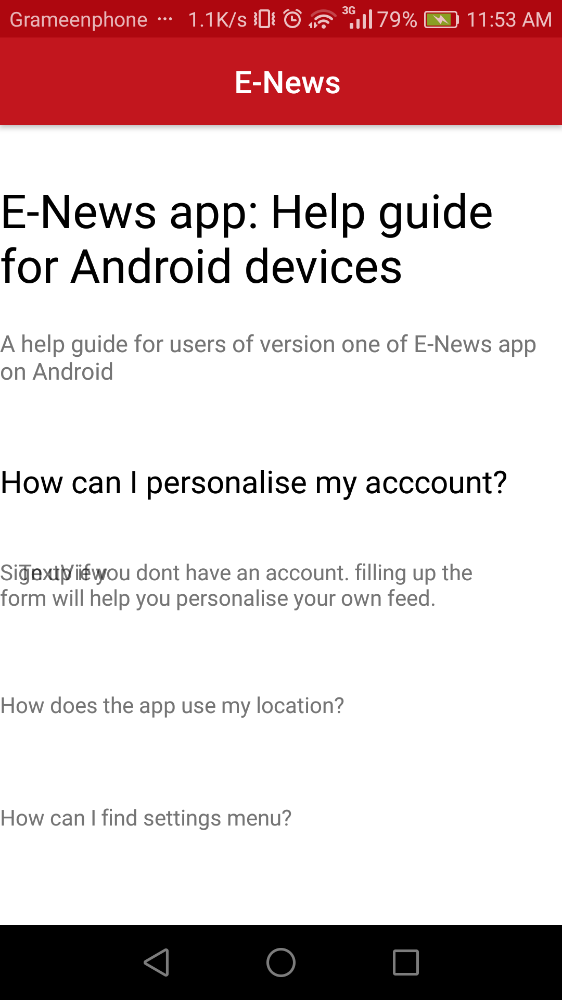 Grameenphone ··· 1.1K/s 3G 79% 11:53 AM
E-News
E-News app: Help guide
for Android devices
A help guide for users of version one of E-News app
on Android
How can I personalise my acccount?
Sign up if you dont have an account. filling up the
TextView
form will help you personalise your own feed.
How does the app use my location?
How can I find settings menu?